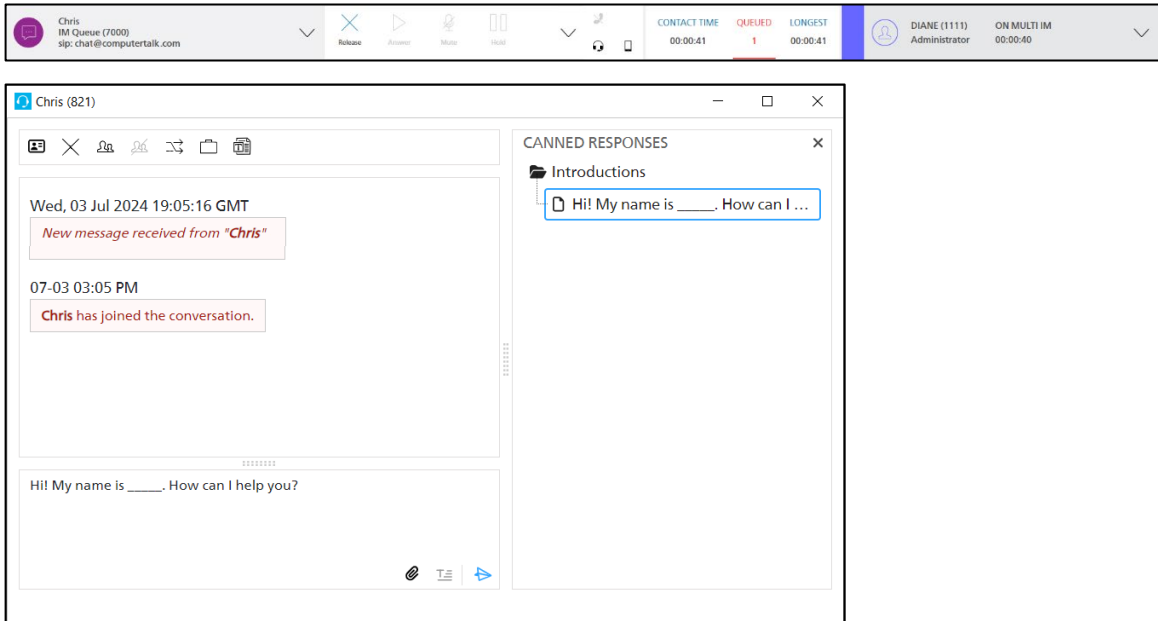 Chris
IM Queue (7000)
sip: chat@computertalk.com
Release
Answer
Mute
Hold
CONTACT TIME
00:00:41
QUEUED
1
LONGEST
00:00:41
DIANE (1111)
Administrator
ON MULTI IM
00:00:40
Chris (821)
Wed, 03 Jul 2024 19:05:16 GMT
New message received from "Chris"
07-03 03:05 PM
Chris has joined the conversation.
Hi! My name is _____. How can I help you?
CANNED RESPONSES
Introductions
Hi! My name is _____. How can I ...